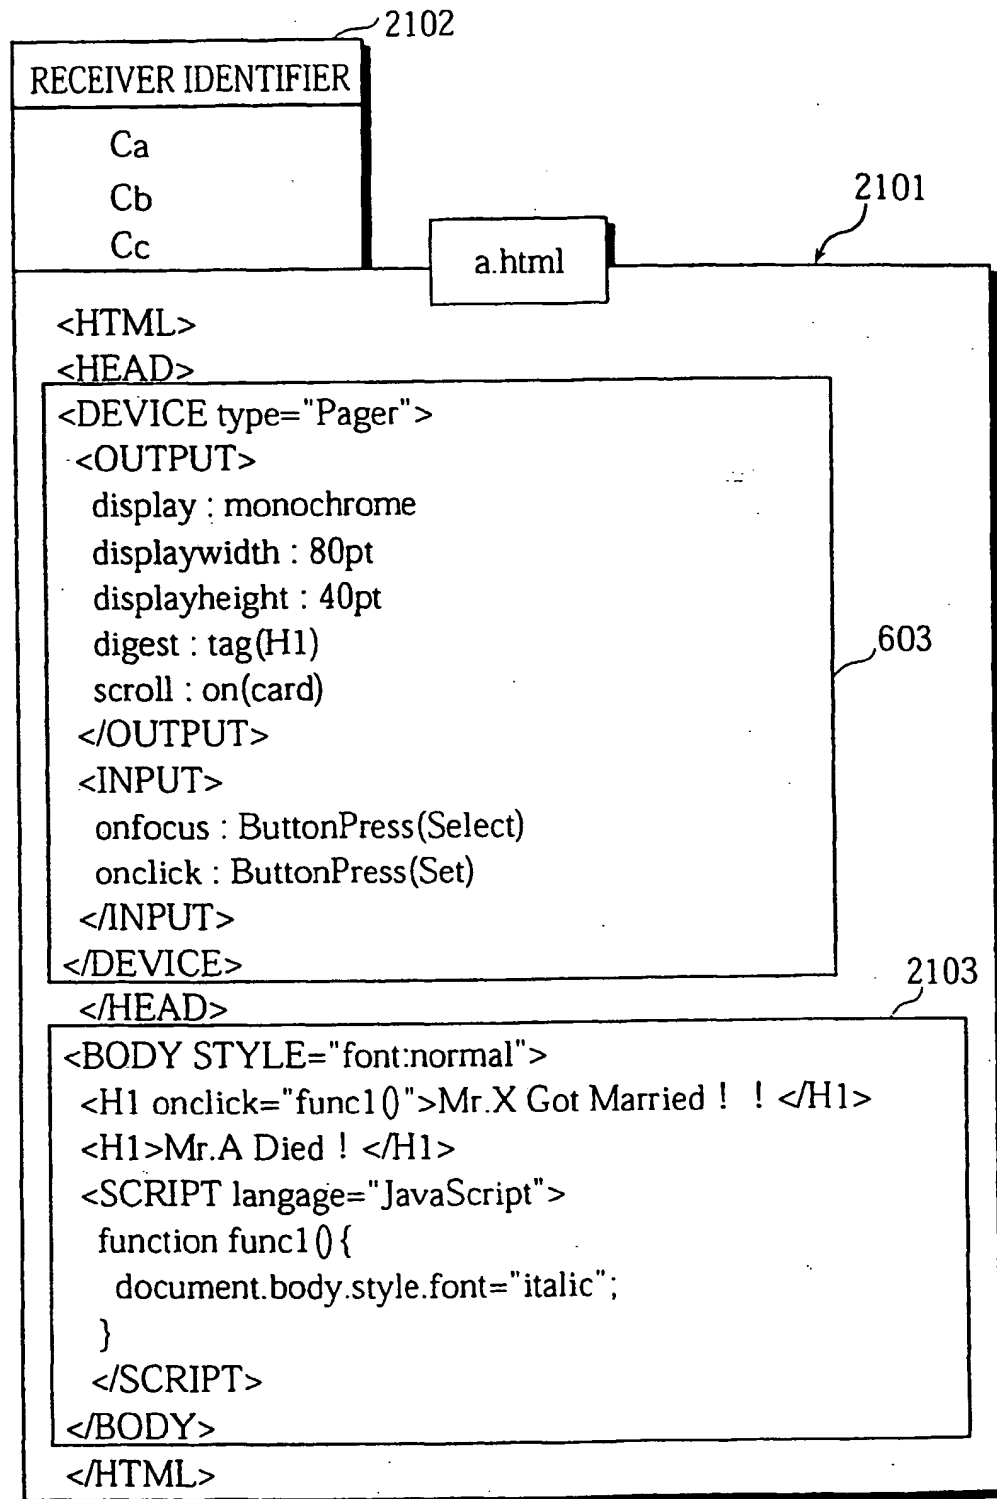 2102
RECEIVER IDENTIFIER
Ca
Cb
Cc
2101
a.html
<HTML>
<HEAD>
<DEVICE type="Pager">
<OUTPUT>
display : monochrome
displaywidth : 80pt
displayheight : 40pt
digest : tag(H1)
scroll : on(card)
</OUTPUT>
<INPUT>
onfocus : ButtonPress(Select)
onclick : ButtonPress(Set)
</INPUT>
</DEVICE>
603
</HEAD>
2103
<BODY STYLE="font:normal">
<H1 onclick="func1()">Mr.X Got Married ! ! </H1>
<H1>Mr.A Died ! </H1>
<SCRIPT langage="JavaScript">
function func1() {
document.body.style.font="italic";
}
</SCRIPT>
</BODY>
</HTML>